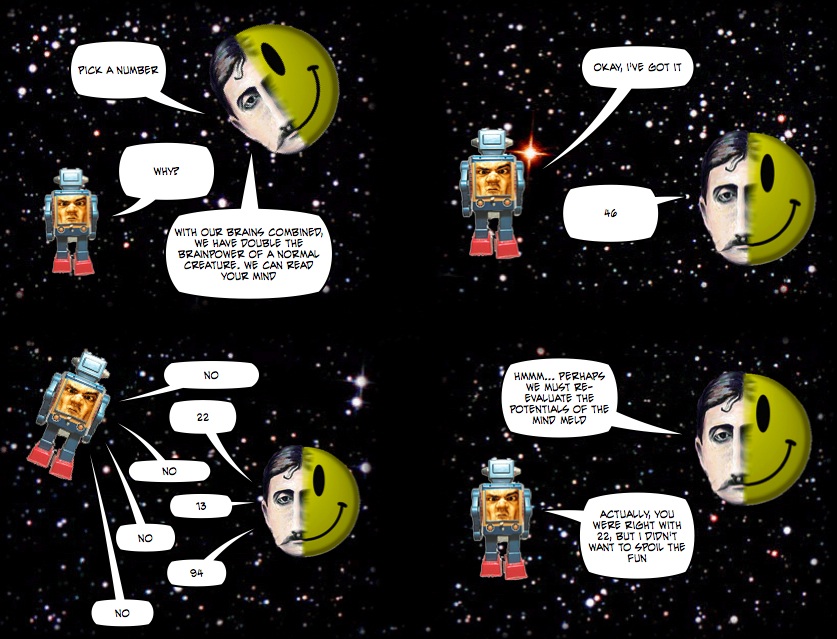 PICK A NUMBER
WHY?
WITH OUR BRAINS COMBINED,
WE HAVE DOUBLE THE
BRAINPOWER OF A NORMAL
CREATURE. WE CAN READ
YOUR MIND
OKAY, I'VE GOT IT
46
NO
22
NO
13
NO
94
NO
HMMM... PERHAPS
WE MUST RE-
EVALUATE THE
POTENTIALS OF THE
MIND MELD
ACTUALLY, YOU
WERE RIGHT WITH
22, BUT I DIDN'T
WANT TO SPOIL THE
FUN